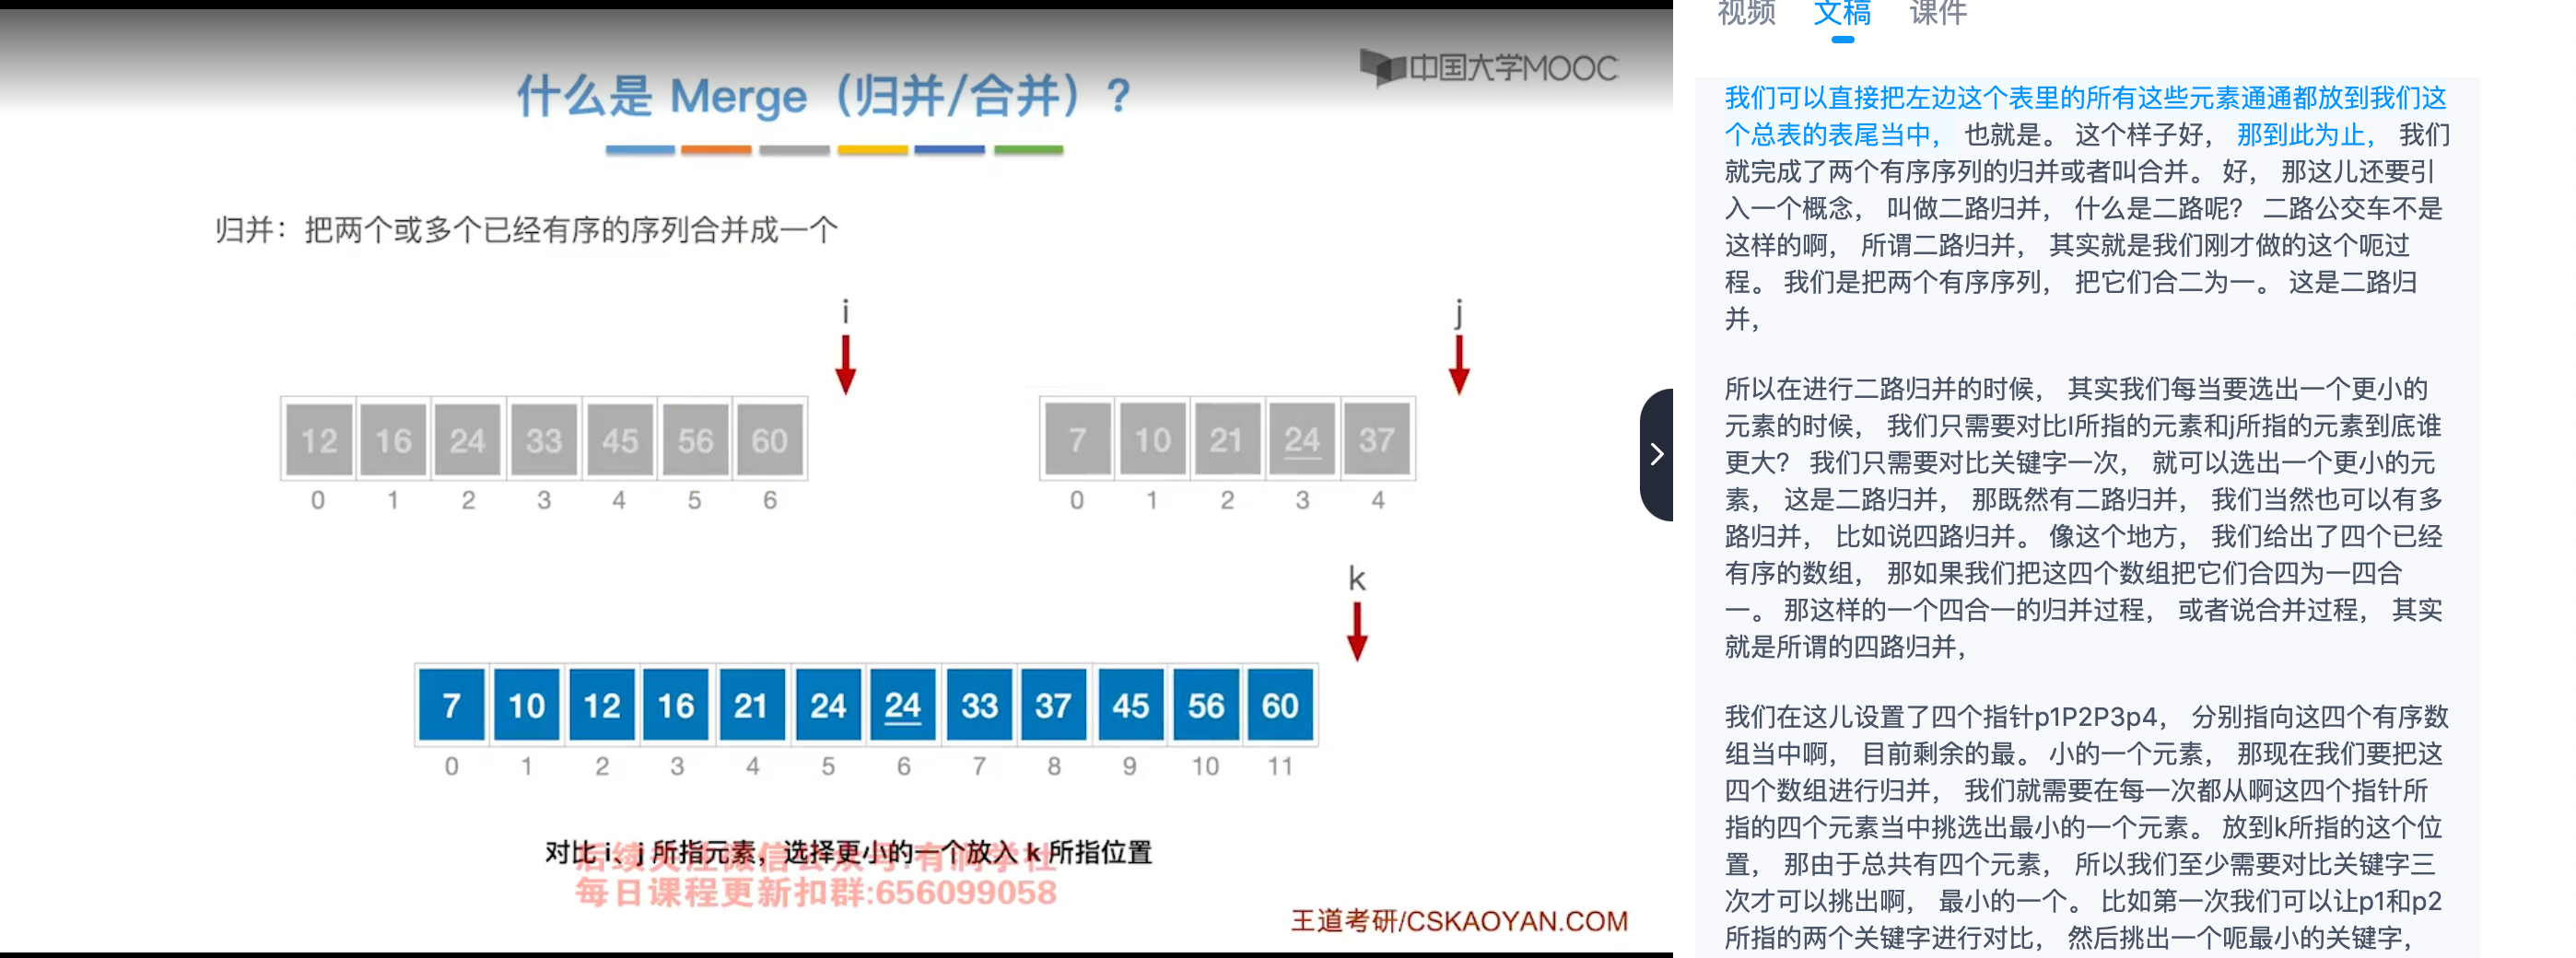 中国大学MOOC
什么是 Merge（归并/合并）?
归并：把两个或多个已经有序的序列合并成一个
i
j
12 16 24 33 45 56 60
7 10 21 24 37
0 1 2 3 4 5 6
0 1 2 3 4
k
7 10 12 16 21 24 24 33 37 45 56 60
0 1 2 3 4 5 6 7 8 9 10 11
对比 i、j 所指元素，选择更小的一个放入 k 所指位置
每日课程更新扣群:656099058
王道考研/CSKAOYAN.COM
视频 文稿 课件
我们可以直接把左边这个表里的所有这些元素通通都放到我们这
个总表的表尾当中， 也就是。 这个样子好， 那到此为止， 我们
就完成了两个有序序列的归并或者叫合并。 好， 那这儿还要引
入一个概念， 叫做二路归并， 什么是二路呢? 二路公交车不是
这样的啊， 所谓二路归并， 其实就是我们刚才做的这个呃过
程。 我们是把两个有序序列， 把它们合二为一。 这是二路归
并，
所以在进行二路归并的时候， 其实我们每当要选出一个更小的
元素的时候， 我们只需要对比I所指的元素和j所指的元素到底谁
更大? 我们只需要对比关键字一次， 就可以选出一个更小的元
素， 这是二路归并， 那既然有二路归并， 我们当然也可以有多
路归并， 比如说四路归并。 像这个地方， 我们给出了四个已经
有序的数组， 那如果我们把这四个数组把它们合四为一四合
一。 那这样的一个四合一的归并过程， 或者说合并过程， 其实
就是所谓的四路归并，
我们在这儿设置了四个指针p1P2P3p4， 分别指向这四个有序数
组当中啊， 目前剩余的最。 小的一个元素， 那现在我们要把这
四个数组进行归并， 我们就需要在每一次都从啊这四个指针所
指的四个元素当中挑选出最小的一个元素。 放到k所指的这个位
置， 那由于总共有四个元素， 所以我们至少需要对比关键字三
次才可以挑出啊， 最小的一个。 比如第一次我们可以让p1和p2
所指的两个关键字进行对比， 然后挑出一个呃最小的关键字，